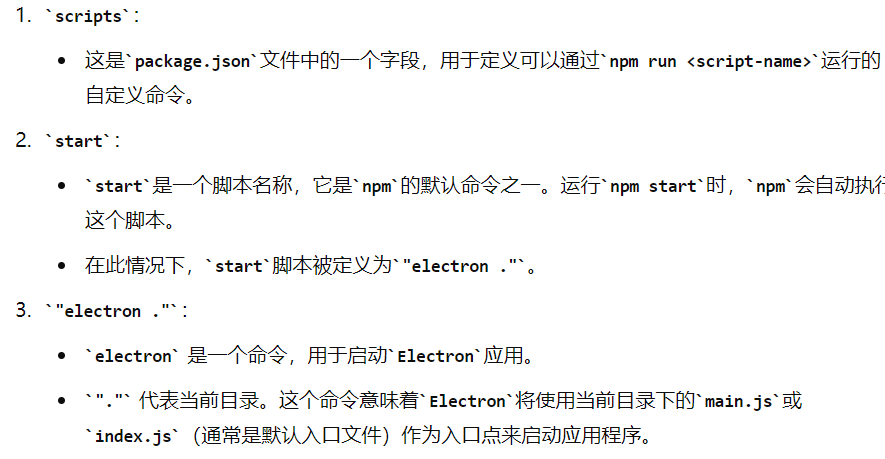 1. `scripts`：
• 这是`package.json`文件中的一个字段，用于定义可以通过`npm run <script-name>`运行的
自定义命令。
2. `start`：
• `start`是一个脚本名称，它是`npm`的默认命令之一。运行`npm start`时，`npm`会自动执行
这个脚本。
• 在此情况下，`start`脚本被定义为`"electron ."`。
3. `"electron ."`：
• `electron` 是一个命令，用于启动`Electron`应用。
• `"."` 代表当前目录。这个命令意味着`Electron`将使用当前目录下的`main.js`或
`index.js`（通常是默认入口文件）作为入口点来启动应用程序。